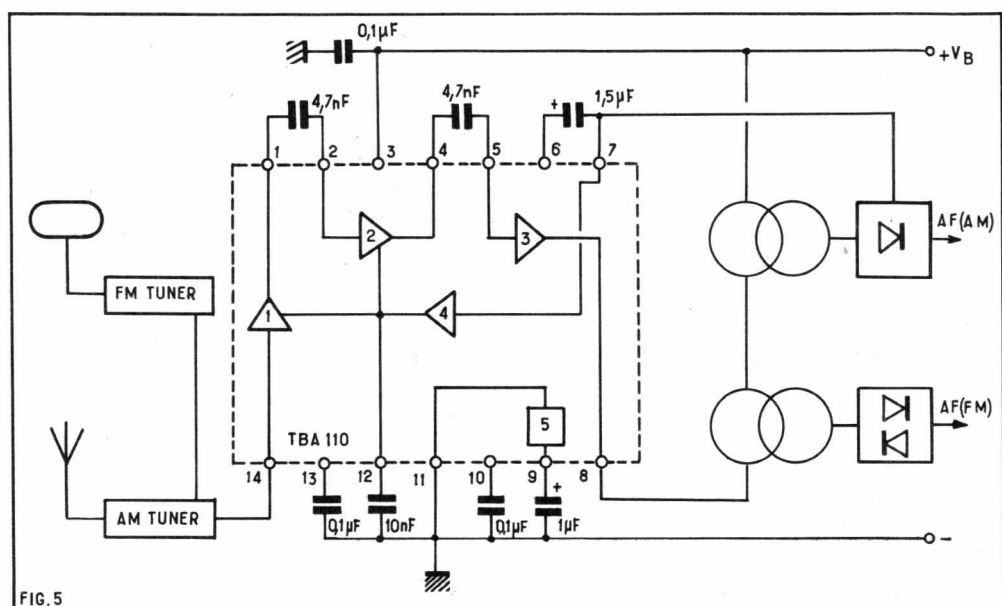 0,1µF
+VB
4,7nF
4,7nF
+
1,5µF
1
2
3
4
5
6
7
2
3
AF(AM)
FM TUNER
1
4
AF(FM)
5
TBA 110
14
13
12
11
10
9
8
AM TUNER
0,1µF
10nF
0,1µF
+
1µF
-
FIG.5